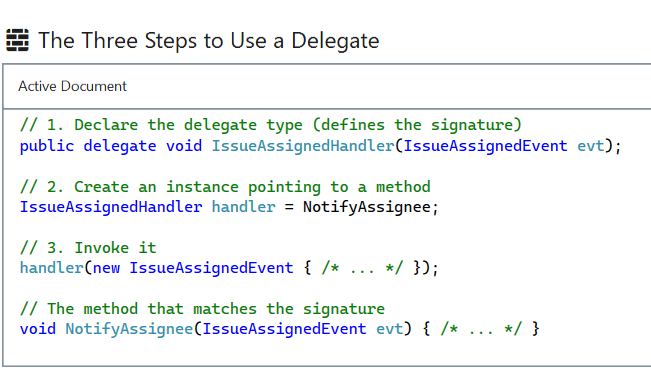 The Three Steps to Use a Delegate
Active Document
// 1. Declare the delegate type (defines the signature)
public delegate void IssueAssignedHandler(IssueAssignedEvent evt);
// 2. Create an instance pointing to a method
IssueAssignedHandler handler = NotifyAssignee;
// 3. Invoke it
handler(new IssueAssignedEvent { /* ... */ });
// The method that matches the signature
void NotifyAssignee(IssueAssignedEvent evt) { /* ... */ }